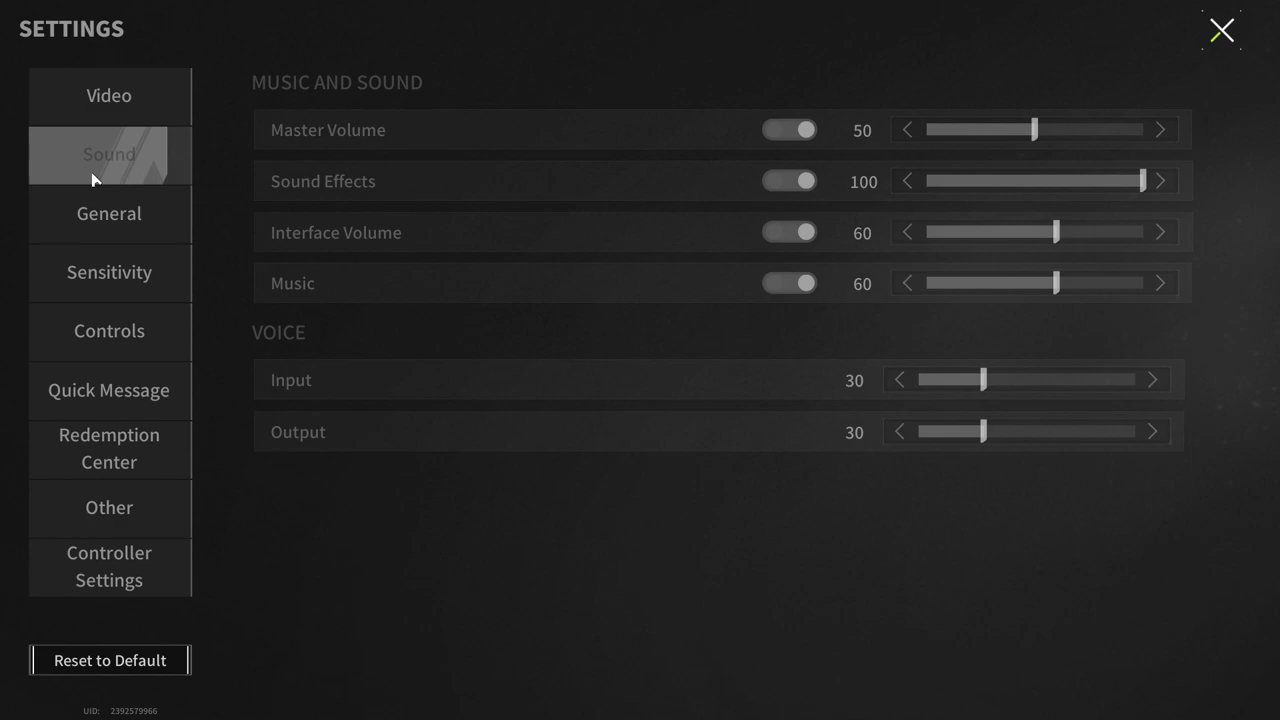 SETTINGS
Video
Sound
General
Sensitivity
Controls
Quick Message
Redemption
Center
Other
Controller
Settings
Reset to Default
UID: 2392579966
MUSIC AND SOUND
Master Volume 50
Sound Effects 100
Interface Volume 60
Music 60
VOICE
Input 30
Output 30